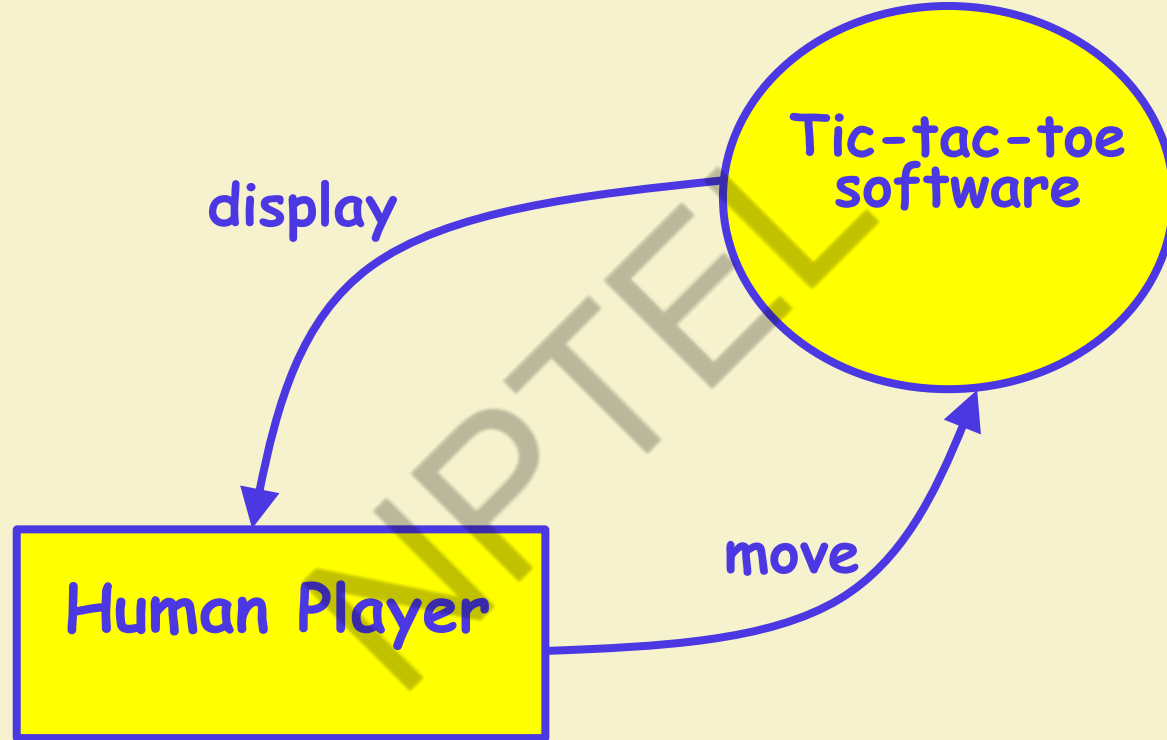 Tic-tac-toe
software
display
move
Human Player
NPTEL